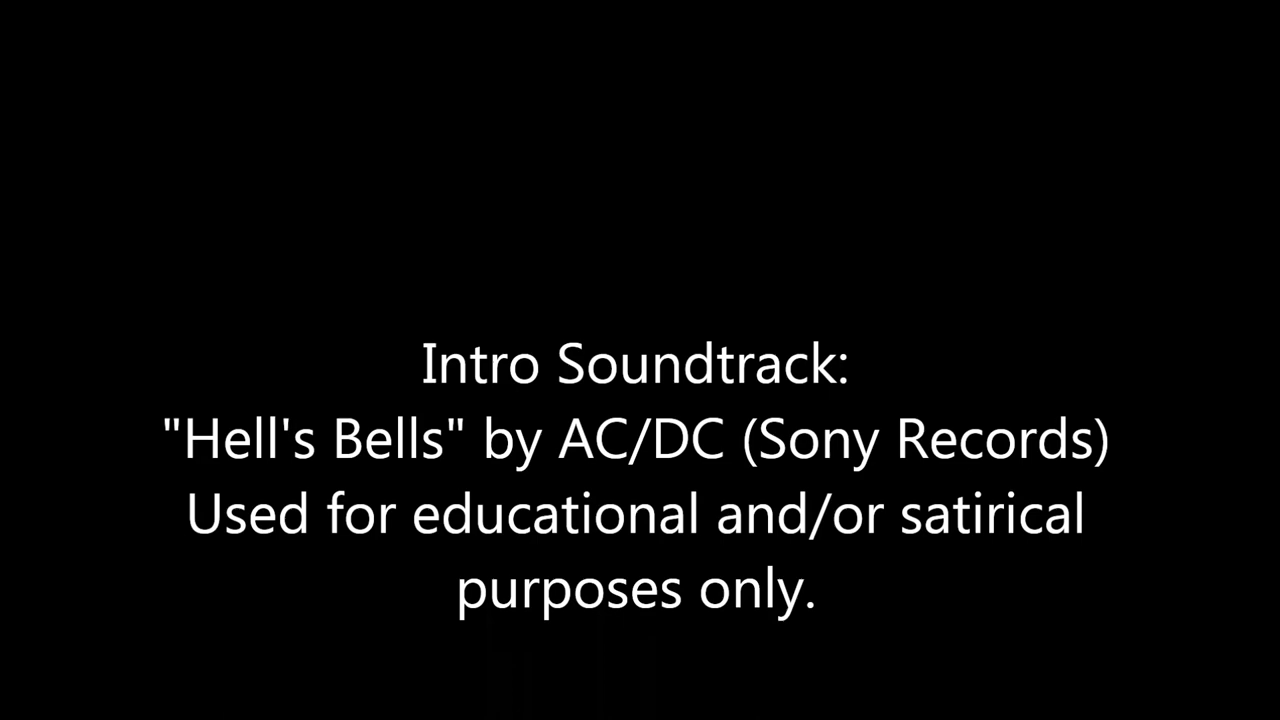 Intro Soundtrack:
"Hell's Bells" by AC/DC (Sony Records)
Used for educational and/or satirical
purposes only.